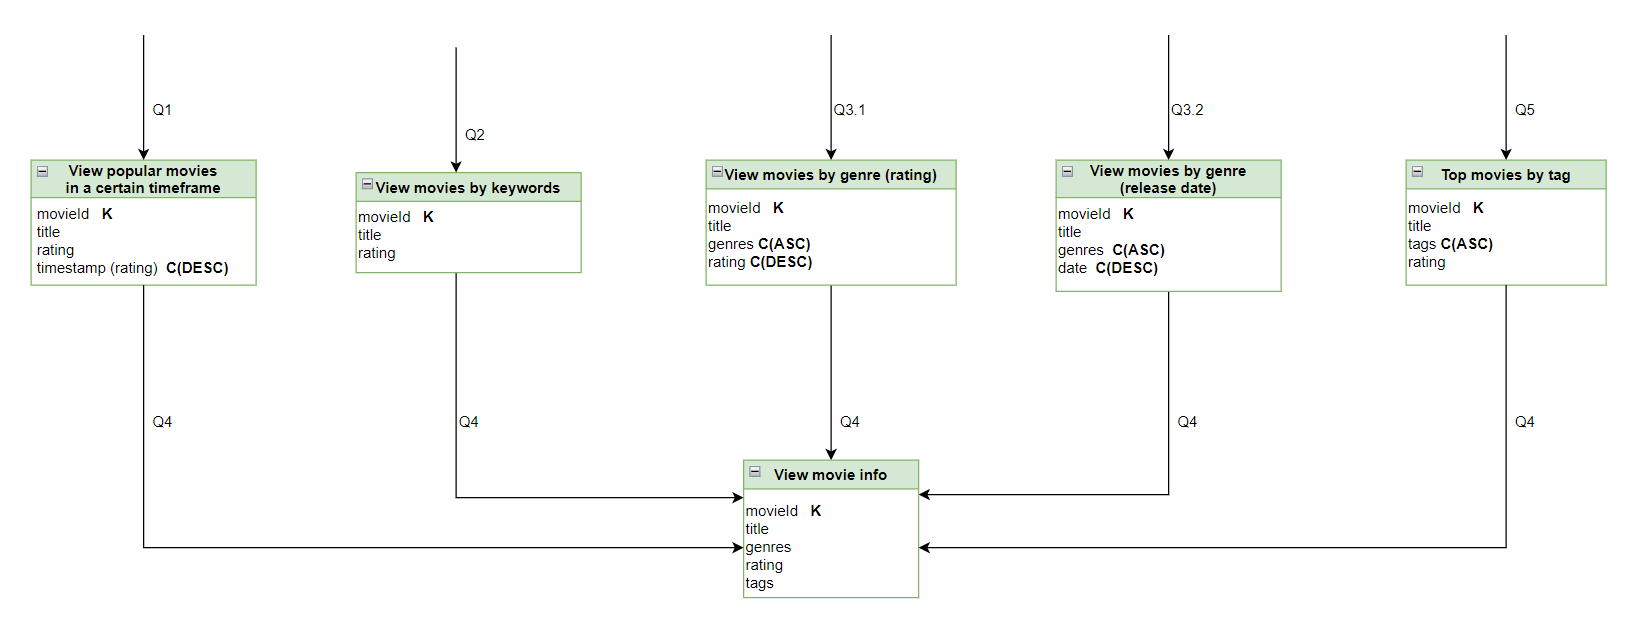 Q1
Q2
Q3.1
Q3.2
Q5
View popular movies
in a certain timeframe
movieId K
title
rating
timestamp (rating) C(DESC)
View movies by keywords
movieId K
title
rating
View movies by genre (rating)
movieId K
title
genres C(ASC)
rating C(DESC)
View movies by genre
(release date)
movieId K
title
genres C(ASC)
date C(DESC)
Top movies by tag
movieId K
title
tags C(ASC)
rating
Q4
Q4
Q4
Q4
Q4
View movie info
movieId K
title
genres
rating
tags